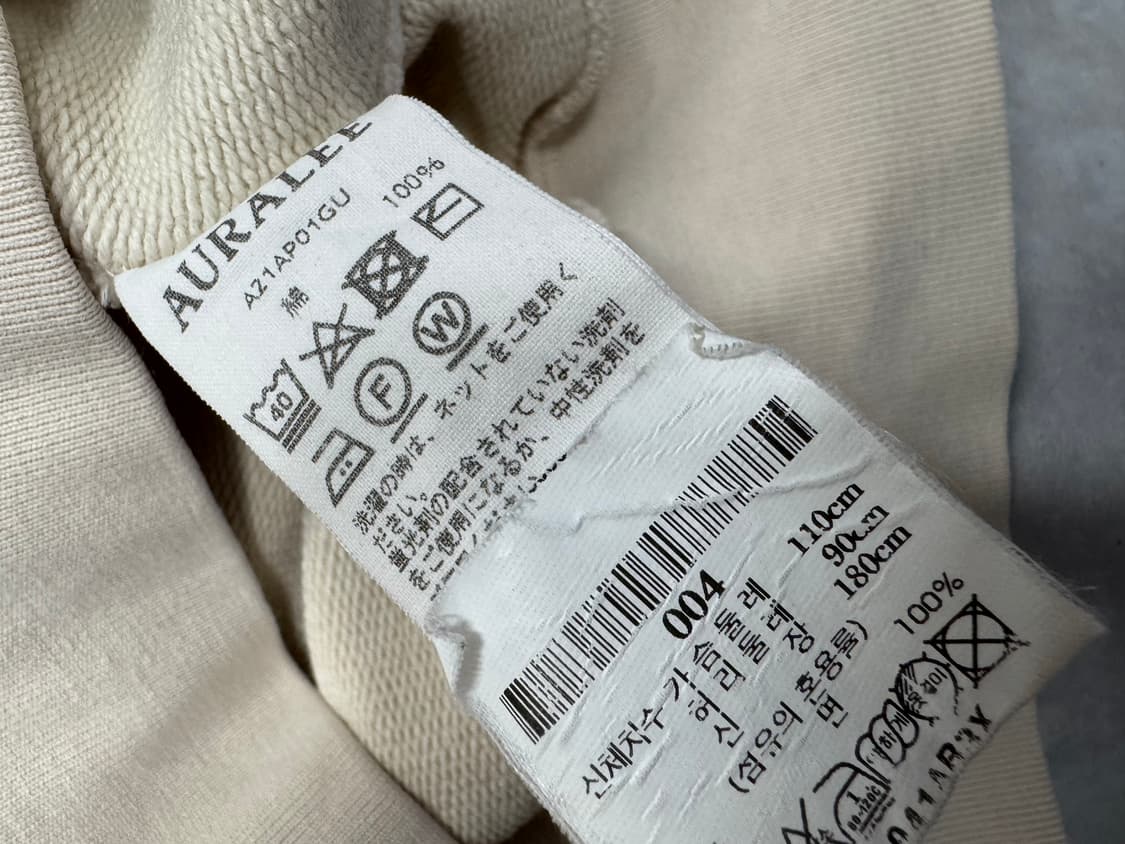 AURALEE
AZ1AP01GU
綿 100%
40
F W
洗濯の時は、ネットをご使用く
ださい。
蛍光剤の配合されていない洗剤
をご使用になるか、中性洗剤を
004
신체치수 가슴둘레 110cm
허리둘레 90cm
신장 180cm
(섬유의 혼용률)
면 100%